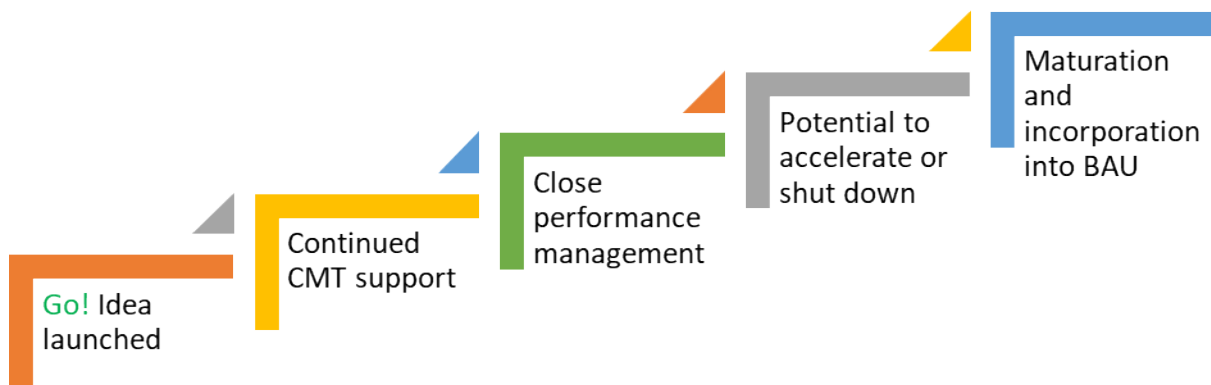 Go! Idea
launched
Continued
CMT support
Close
performance
management
Potential to
accelerate or
shut down
Maturation
and
incorporation
into BAU